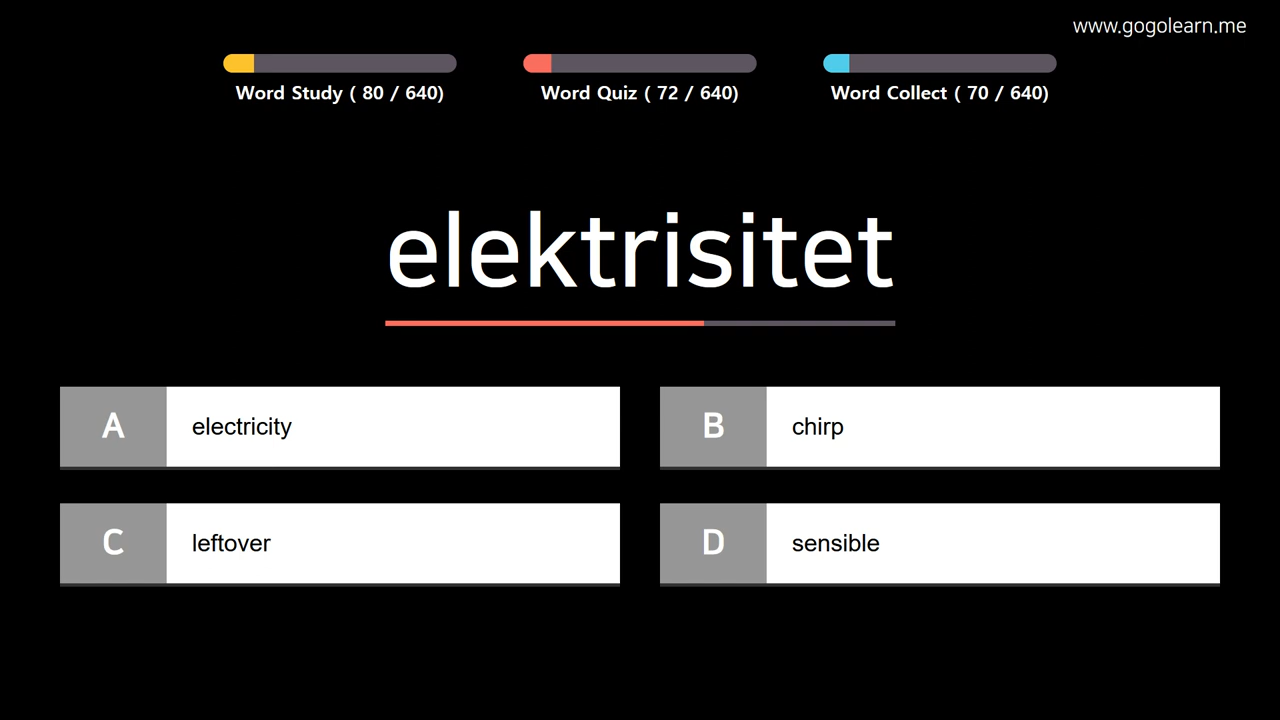 www.gogolearn.me
Word Study ( 80 / 640)
Word Quiz ( 72 / 640)
Word Collect ( 70 / 640)
elektrisitet
A electricity
B chirp
C leftover
D sensible